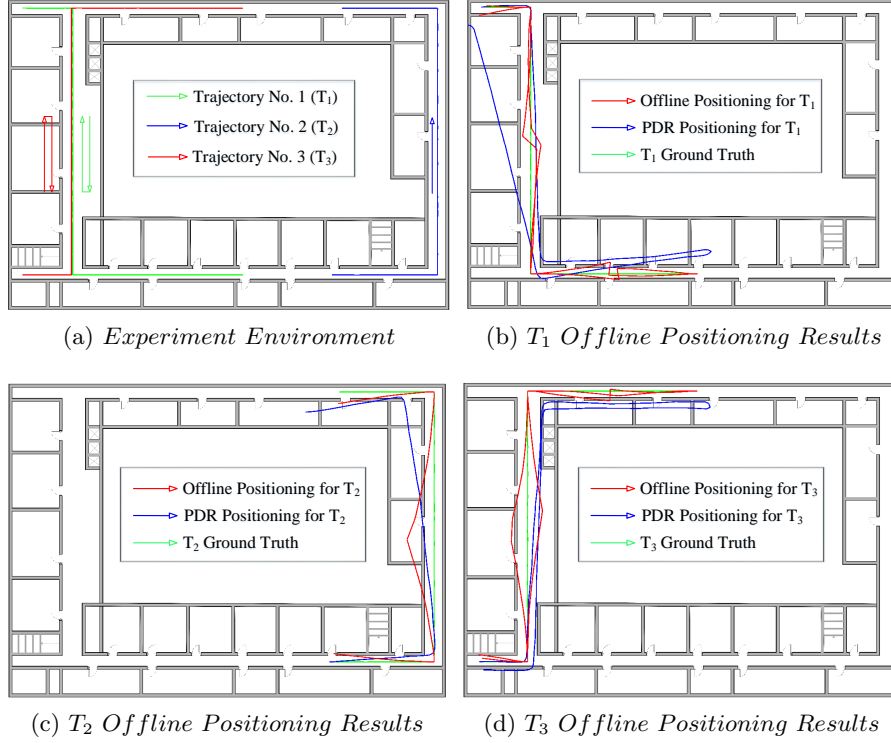 Trajectory No. 1 (T₁)
Trajectory No. 2 (T₂)
Trajectory No. 3 (T₃)
(a) Experiment Environment
Offline Positioning for T₁
PDR Positioning for T₁
T₁ Ground Truth
(b) T₁ Offline Positioning Results
Offline Positioning for T₂
PDR Positioning for T₂
T₂ Ground Truth
(c) T₂ Offline Positioning Results
Offline Positioning for T₃
PDR Positioning for T₃
T₃ Ground Truth
(d) T₃ Offline Positioning Results